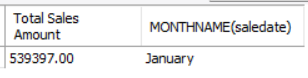 Total Sales
Amount
MONTHNAME(saledate)
539397.00
January